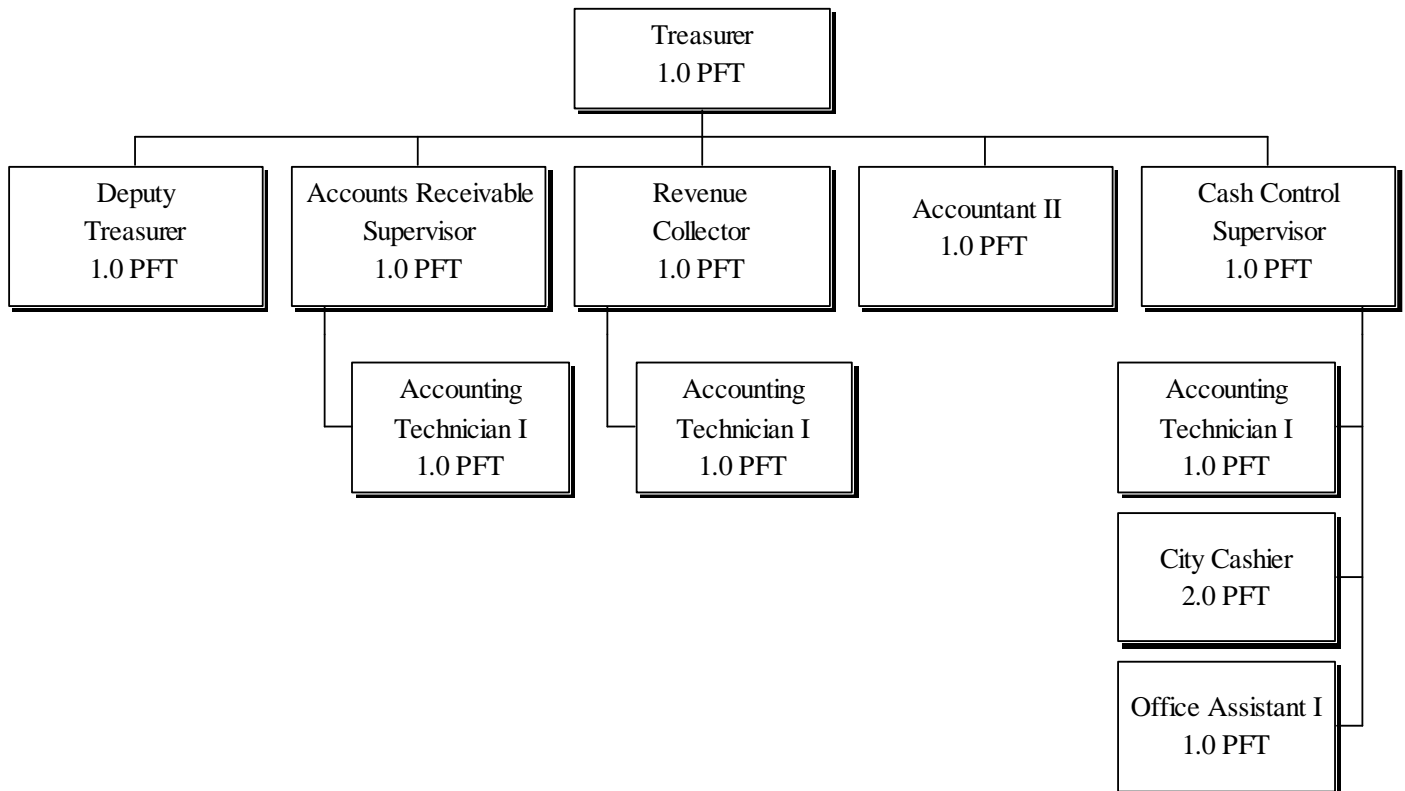 Treasurer
1.0 PFT
Deputy
Treasurer
1.0 PFT
Accounts Receivable
Supervisor
1.0 PFT
Revenue
Collector
1.0 PFT
Accountant II
1.0 PFT
Cash Control
Supervisor
1.0 PFT
Accounting
Technician I
1.0 PFT
Accounting
Technician I
1.0 PFT
Accounting
Technician I
1.0 PFT
City Cashier
2.0 PFT
Office Assistant I
1.0 PFT